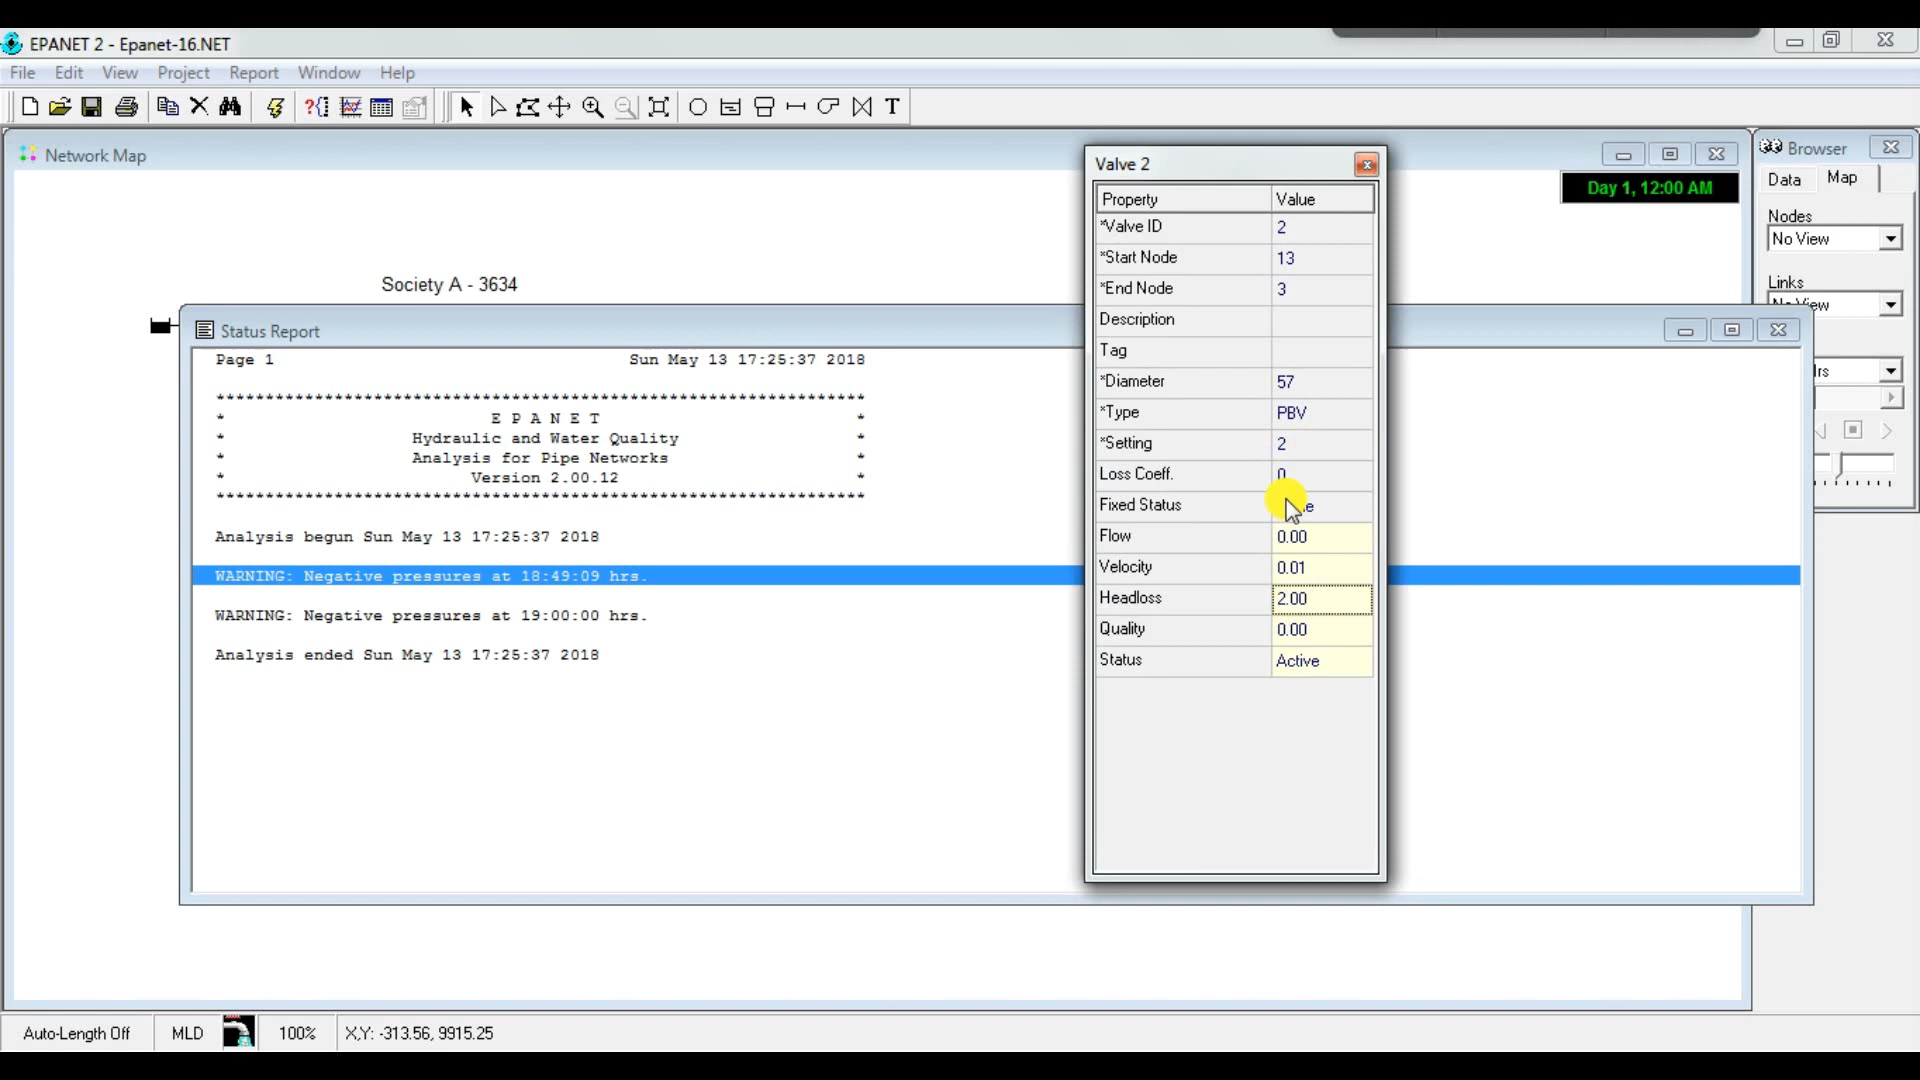 EPANET 2 - Epanet-16.NET
File Edit View Project Report Window Help
T
Network Map
Day 1, 12:00 AM
Society A - 3634
Status Report
Page 1 Sun May 13 17:25:37 2018
******************************************************************
* E P A N E T *
* Hydraulic and Water Quality *
* Analysis for Pipe Networks *
* Version 2.00.12 *
******************************************************************
Analysis begun Sun May 13 17:25:37 2018
WARNING: Negative pressures at 18:49:09 hrs.
WARNING: Negative pressures at 19:00:00 hrs.
Analysis ended Sun May 13 17:25:37 2018
Valve 2
Property Value
*Valve ID 2
*Start Node 13
*End Node 3
Description
Tag
*Diameter 57
*Type PBV
*Setting 2
Loss Coeff. 0
Fixed Status
Flow 0.00
Velocity 0.01
Headloss 2.00
Quality 0.00
Status Active
Browser
Data Map
Nodes
No View
Links
No View
Auto-Length Off MLD 100% X,Y: -313.56, 9915.25